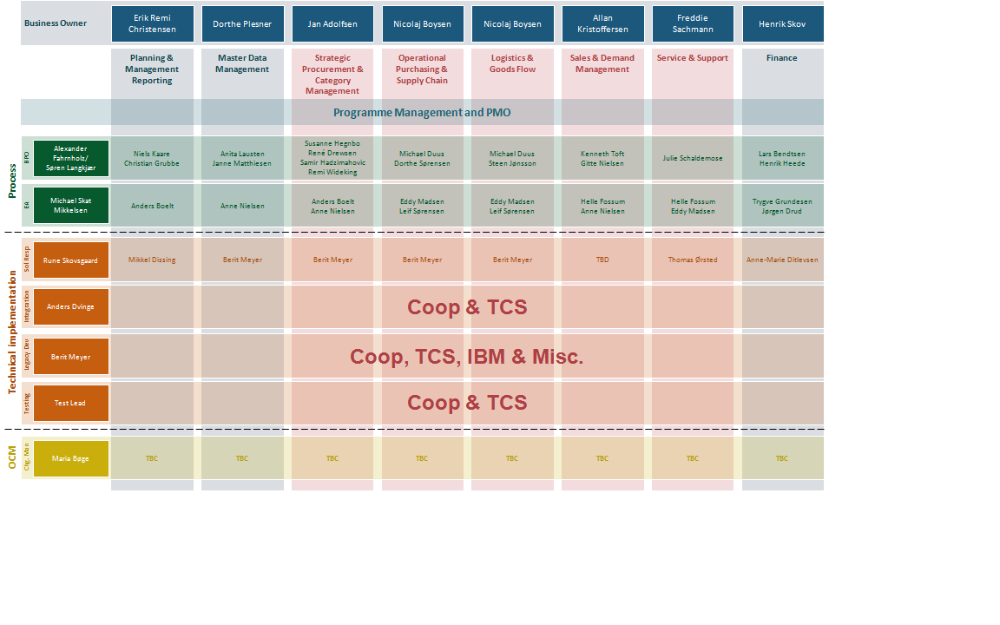 Business Owner
Erik Remi
Christensen
Dorthe Plesner
Jan Adolfsen
Nicolaj Boysen
Nicolaj Boysen
Allan
Kristoffersen
Freddie
Sachmann
Henrik Skov
Planning &
Management
Reporting
Master Data
Management
Strategic
Procurement &
Category
Management
Operational
Purchasing &
Supply Chain
Logistics &
Goods Flow
Sales & Demand
Management
Service & Support
Finance
Programme Management and PMO
Process
BPO
Alexander
Fahrnholz/
Søren Langkjær
Niels Kaare
Christian Grubbe
Anita Lausten
Janne Matthiesen
Susanne Hegnbo
René Drewsen
Samir Hadzimahovic
Remi Wideking
Michael Duus
Dorthe Sørensen
Michael Duus
Steen Jønsson
Kenneth Toft
Gitte Nielsen
Julie Schaldemose
Lars Bendtsen
Henrik Heede
EA
Michael Skat
Mikkelsen
Anders Boelt
Anne Nielsen
Anders Boelt
Anne Nielsen
Eddy Madsen
Leif Sørensen
Eddy Madsen
Leif Sørensen
Helle Fossum
Anne Nielsen
Helle Fossum
Eddy Madsen
Trygve Grundesen
Jørgen Drud
Technical implementation
Sol Resp
Rune Skovsgaard
Mikkel Dissing
Berit Meyer
Berit Meyer
Berit Meyer
Berit Meyer
TBD
Thomas Ørsted
Anne-Marie Ditlevsen
Integration
Anders Dvinge
Coop & TCS
Legacy Dev
Berit Meyer
Coop, TCS, IBM & Misc.
Testing
Test Lead
Coop & TCS
OCM
Chg. Man
Maria Bøge
TBC
TBC
TBC
TBC
TBC
TBC
TBC
TBC